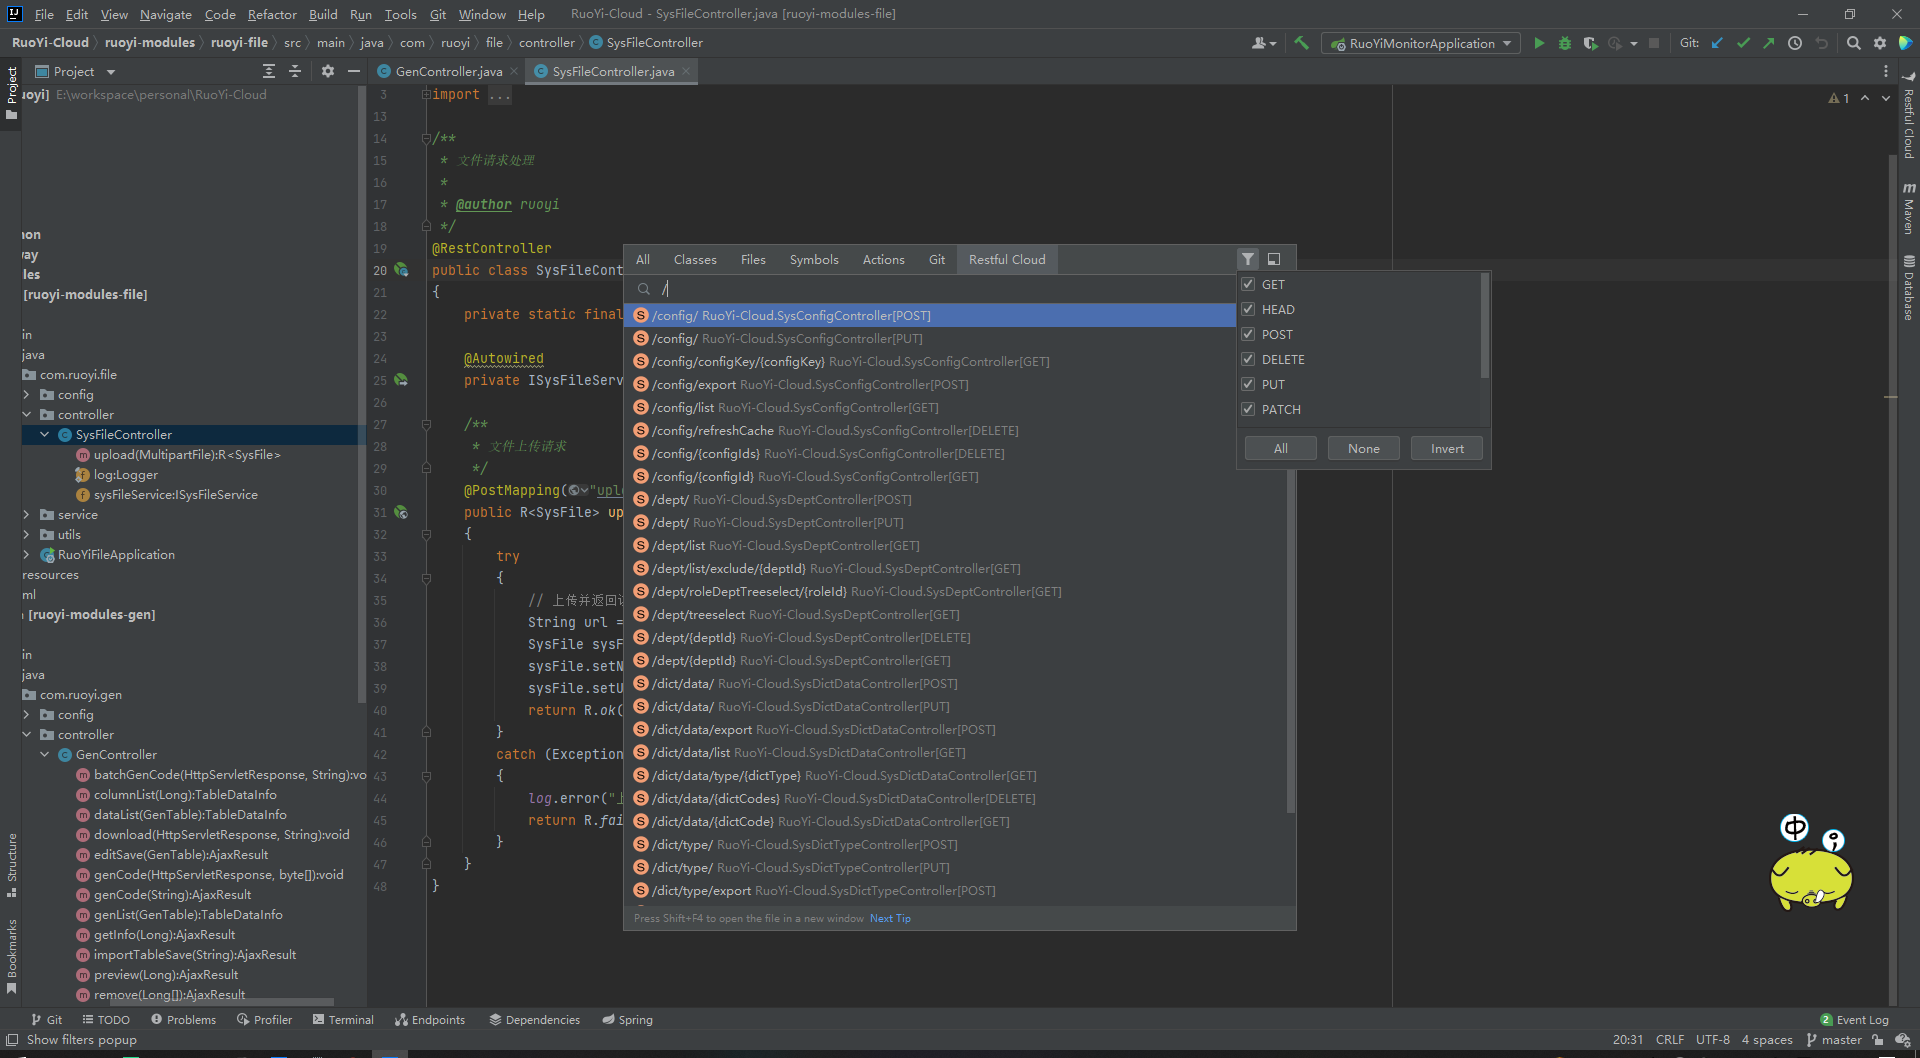 File Edit View Navigate Code Refactor Build Run Tools Git Window Help RuoYi-Cloud - SysFileController.java [ruoyi-modules-file]
RuoYi-Cloud ruoyi-modules ruoyi-file src main java com ruoyi file controller SysFileController
RuoYiMonitorApplication
Git:
Project
GenController.java
SysFileController.java
Project
Structure
Bookmarks
uoyi] E:\workspace\personal\RuoYi-Cloud
[ruoyi-modules-file]
in
java
com.ruoyi.file
config
controller
SysFileController
upload(MultipartFile):R<SysFile>
log:Logger
sysFileService:ISysFileService
service
utils
RuoYiFileApplication
resources
ml
[ruoyi-modules-gen]
in
java
com.ruoyi.gen
config
controller
GenController
batchGenCode(HttpServletResponse, String):vo
columnList(Long):TableDataInfo
dataList(GenTable):TableDataInfo
download(HttpServletResponse, String):void
editSave(GenTable):AjaxResult
genCode(HttpServletResponse, byte[]):void
genCode(String):AjaxResult
genList(GenTable):TableDataInfo
getInfo(Long):AjaxResult
importTableSave(String):AjaxResult
preview(Long):AjaxResult
remove(Long[]):AjaxResult
3 import ...
13
14 /**
15 * 文件请求处理
16 *
17 * @author ruoyi
18 */
19 @RestController
20 public class SysFileCont
21 {
22 private static final
23
24 @Autowired
25 private ISysFileServ
26
27 /**
28 * 文件上传请求
29 */
30 @PostMapping("uplo
31 public R<SysFile> up
32 {
33 try
34 {
35 // 上传并返回
36 String url =
37 SysFile sysF
38 sysFile.setN
39 sysFile.setU
40 return R.ok(
41 }
42 catch (Exception
43 {
44 log.error("上
45 return R.fai
46 }
47 }
48 }
All Classes Files Symbols Actions Git Restful Cloud
/
/config/ RuoYi-Cloud.SysConfigController[POST]
/config/ RuoYi-Cloud.SysConfigController[PUT]
/config/configKey/{configKey} RuoYi-Cloud.SysConfigController[GET]
/config/export RuoYi-Cloud.SysConfigController[POST]
/config/list RuoYi-Cloud.SysConfigController[GET]
/config/refreshCache RuoYi-Cloud.SysConfigController[DELETE]
/config/{configIds} RuoYi-Cloud.SysConfigController[DELETE]
/config/{configId} RuoYi-Cloud.SysConfigController[GET]
/dept/ RuoYi-Cloud.SysDeptController[POST]
/dept/ RuoYi-Cloud.SysDeptController[PUT]
/dept/list RuoYi-Cloud.SysDeptController[GET]
/dept/list/exclude/{deptId} RuoYi-Cloud.SysDeptController[GET]
/dept/roleDeptTreeselect/{roleId} RuoYi-Cloud.SysDeptController[GET]
/dept/treeselect RuoYi-Cloud.SysDeptController[GET]
/dept/{deptId} RuoYi-Cloud.SysDeptController[DELETE]
/dept/{deptId} RuoYi-Cloud.SysDeptController[GET]
/dict/data/ RuoYi-Cloud.SysDictDataController[POST]
/dict/data/ RuoYi-Cloud.SysDictDataController[PUT]
/dict/data/export RuoYi-Cloud.SysDictDataController[POST]
/dict/data/list RuoYi-Cloud.SysDictDataController[GET]
/dict/data/type/{dictType} RuoYi-Cloud.SysDictDataController[GET]
/dict/data/{dictCodes} RuoYi-Cloud.SysDictDataController[DELETE]
/dict/data/{dictCode} RuoYi-Cloud.SysDictDataController[GET]
/dict/type/ RuoYi-Cloud.SysDictTypeController[POST]
/dict/type/ RuoYi-Cloud.SysDictTypeController[PUT]
/dict/type/export RuoYi-Cloud.SysDictTypeController[POST]
Press Shift+F4 to open the file in a new window Next Tip
GET
HEAD
POST
DELETE
PUT
PATCH
All None Invert
1
Restful Cloud
Maven
Database
中
Git TODO Problems Profiler Terminal Endpoints Dependencies Spring
2 Event Log
Show filters popup
20:31 CRLF UTF-8 4 spaces master